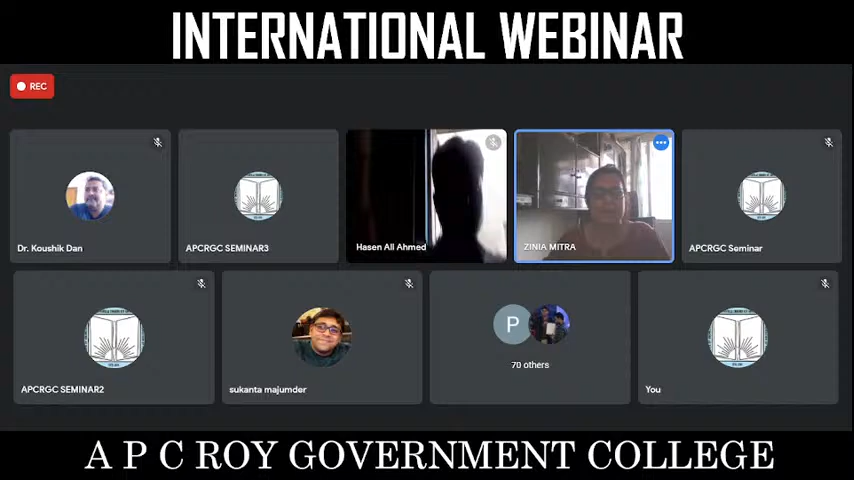 INTERNATIONAL WEBINAR
REC
Dr. Koushik Dan
APCRGC SEMINAR3
Hasen Ali Ahmed
ZINIA MITRA
APCRGC Seminar
APCRGC SEMINAR2
sukanta majumder
P
70 others
You
A P C ROY GOVERNMENT COLLEGE